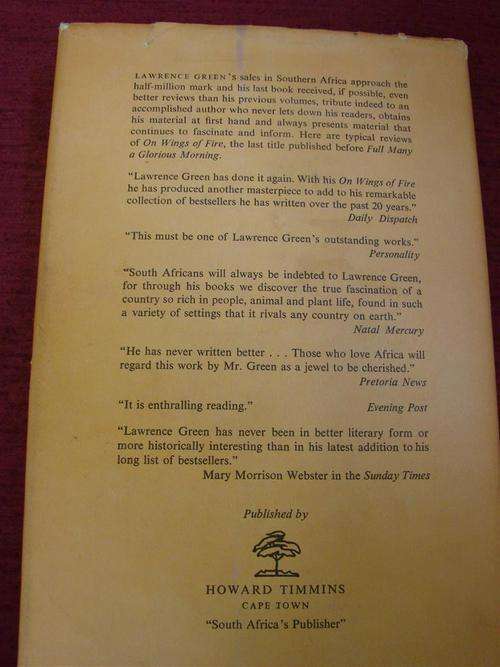 LAWRENCE GREEN's sales in Southern Africa approach the
half-million mark and his last book received, if possible, even
better reviews than his previous volumes, tribute indeed to an
accomplished author who never lets down his readers, obtains
his material at first hand and always presents material that
continues to fascinate and inform. Here are typical reviews
of On Wings of Fire, the last title published before Full Many
a Glorious Morning.
“Lawrence Green has done it again. With his On Wings of Fire
he has produced another masterpiece to add to his remarkable
collection of bestsellers he has written over the past 20 years.”
Daily Dispatch
“This must be one of Lawrence Green's outstanding works.”
Personality
“South Africans will always be indebted to Lawrence Green,
for through his books we discover the true fascination of a
country so rich in people, animal and plant life, found in such
a variety of settings that it rivals any country on earth.”
Natal Mercury
“He has never written better . . . Those who love Africa will
regard this work by Mr. Green as a jewel to be cherished.”
Pretoria News
“It is enthralling reading.” Evening Post
“Lawrence Green has never been in better literary form or
more historically interesting than in his latest addition to his
long list of bestsellers.”
Mary Morrison Webster in the Sunday Times
Published by
HOWARD TIMMINS
CAPE TOWN
“South Africa's Publisher”